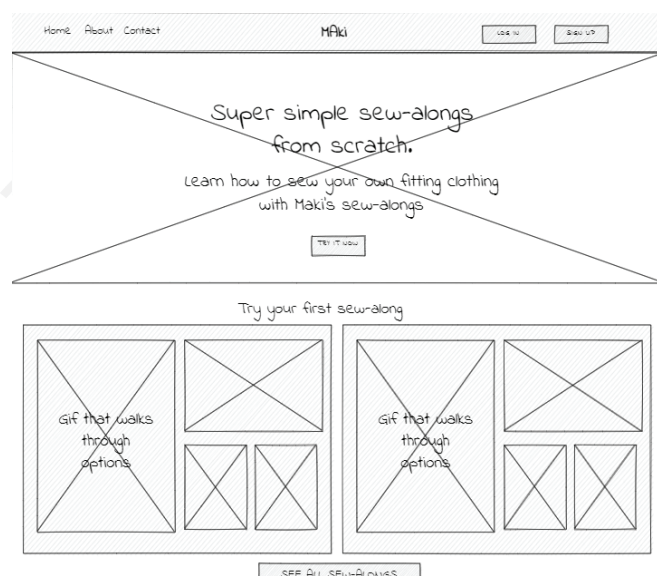 Home About Contact MAki LOG IN SIGN UP
Super simple sew-alongs
from scratch.
Learn how to sew your own fitting clothing
with Maki's sew-alongs
TRY IT NOW
Try your first sew-along
Gif that walks
through
options
Gif that walks
through
options
SEE ALL SEW-ALONGS